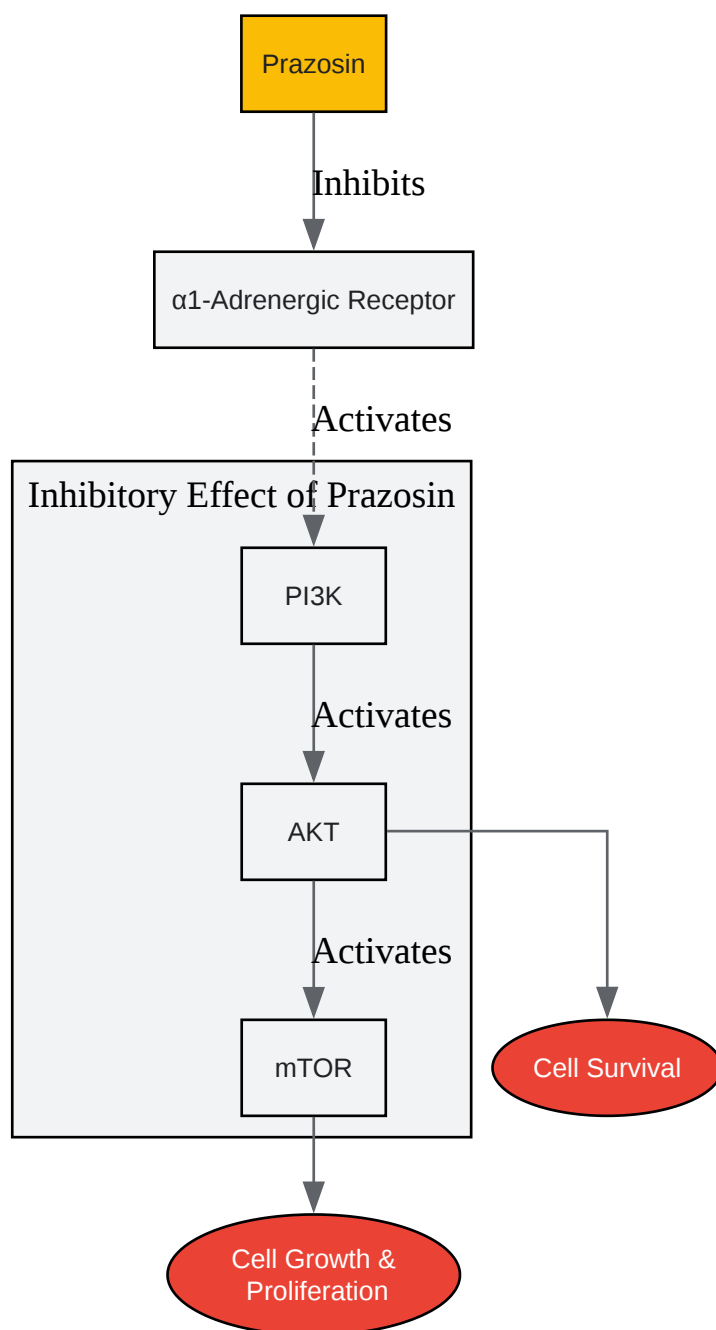 Prazosin
Inhibits
α1-Adrenergic Receptor
Activates
Inhibitory Effect of Prazosin
PI3K
Activates
AKT
Activates
mTOR
Cell Survival
Cell Growth &
Proliferation